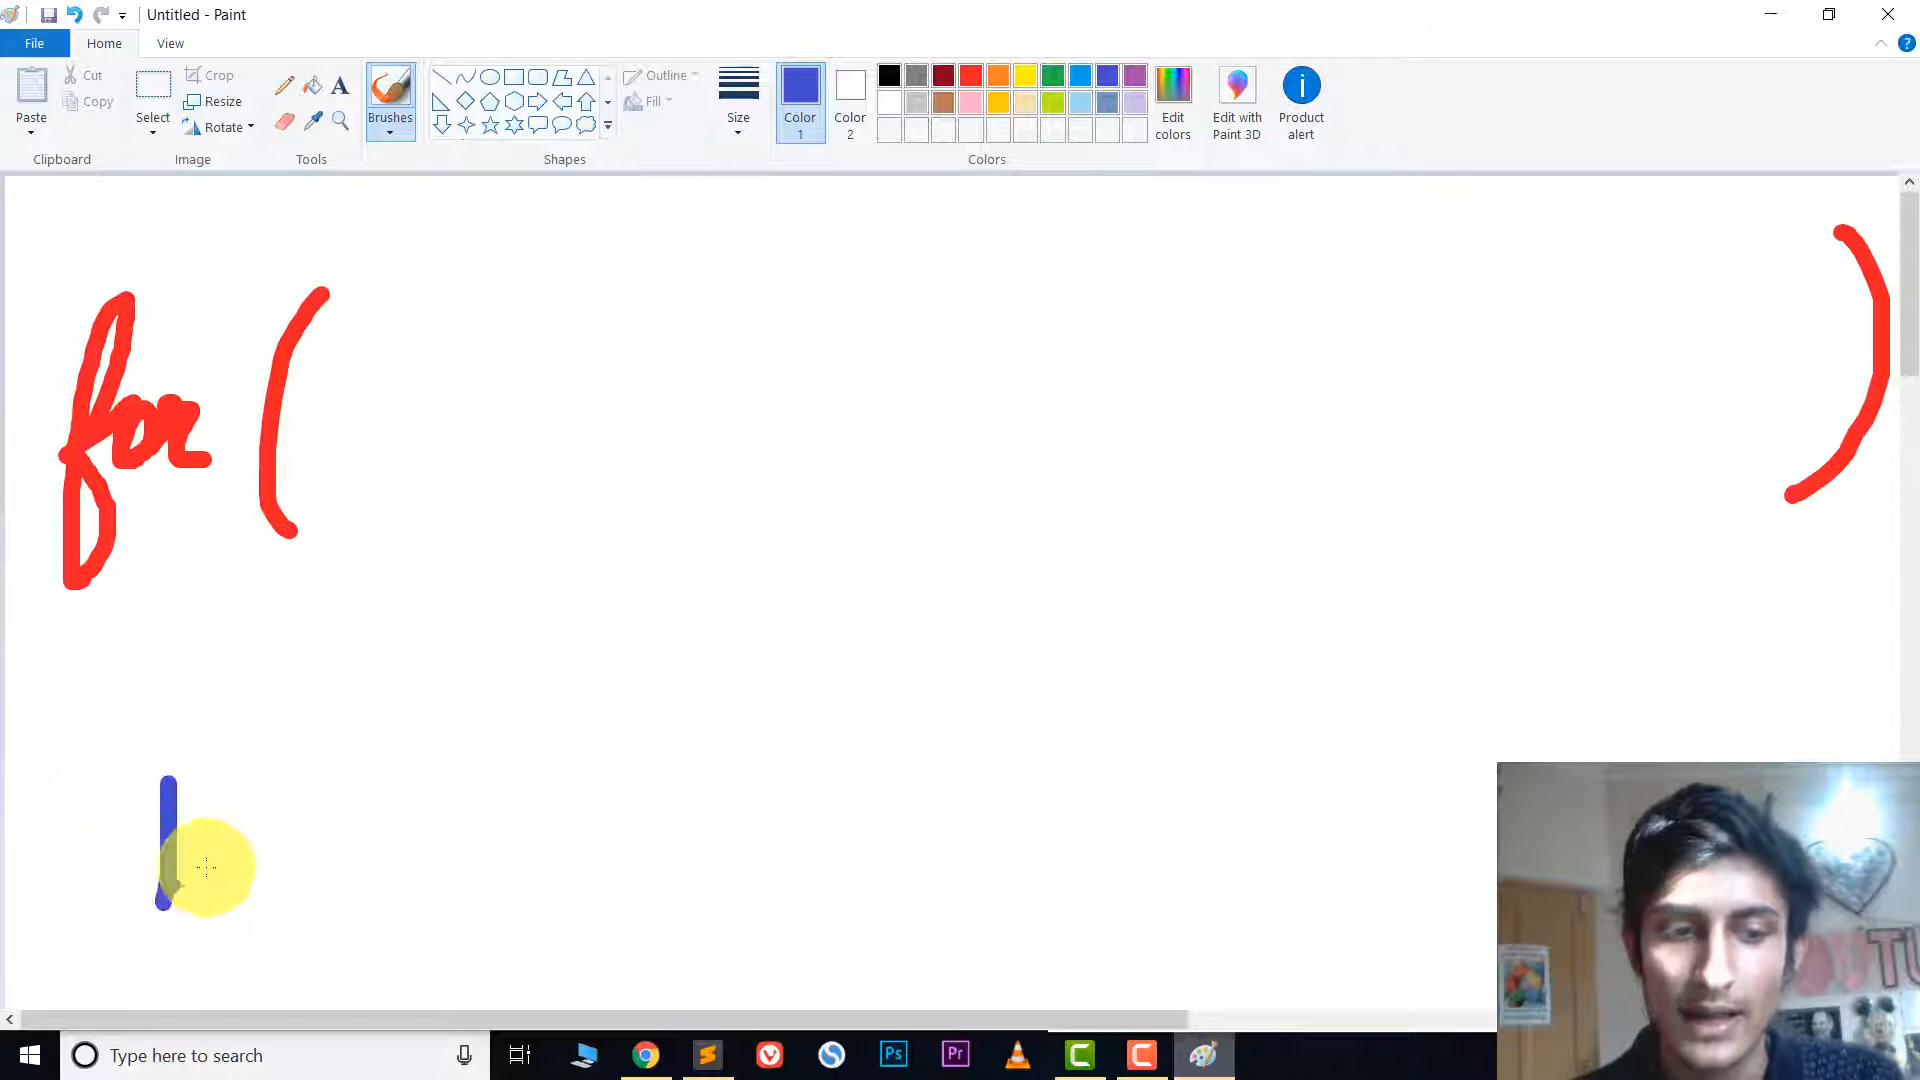 Untitled - Paint
File Home View
Paste
Cut
Copy
Clipboard
Select
Crop
Resize
Rotate
Image
A
Tools
Brushes
Shapes
Outline
Fill
Size
Color 1
Color 2
Colors
Edit colors
Edit with Paint 3D
Product alert
for ( )
Type here to search
Ps
Pr